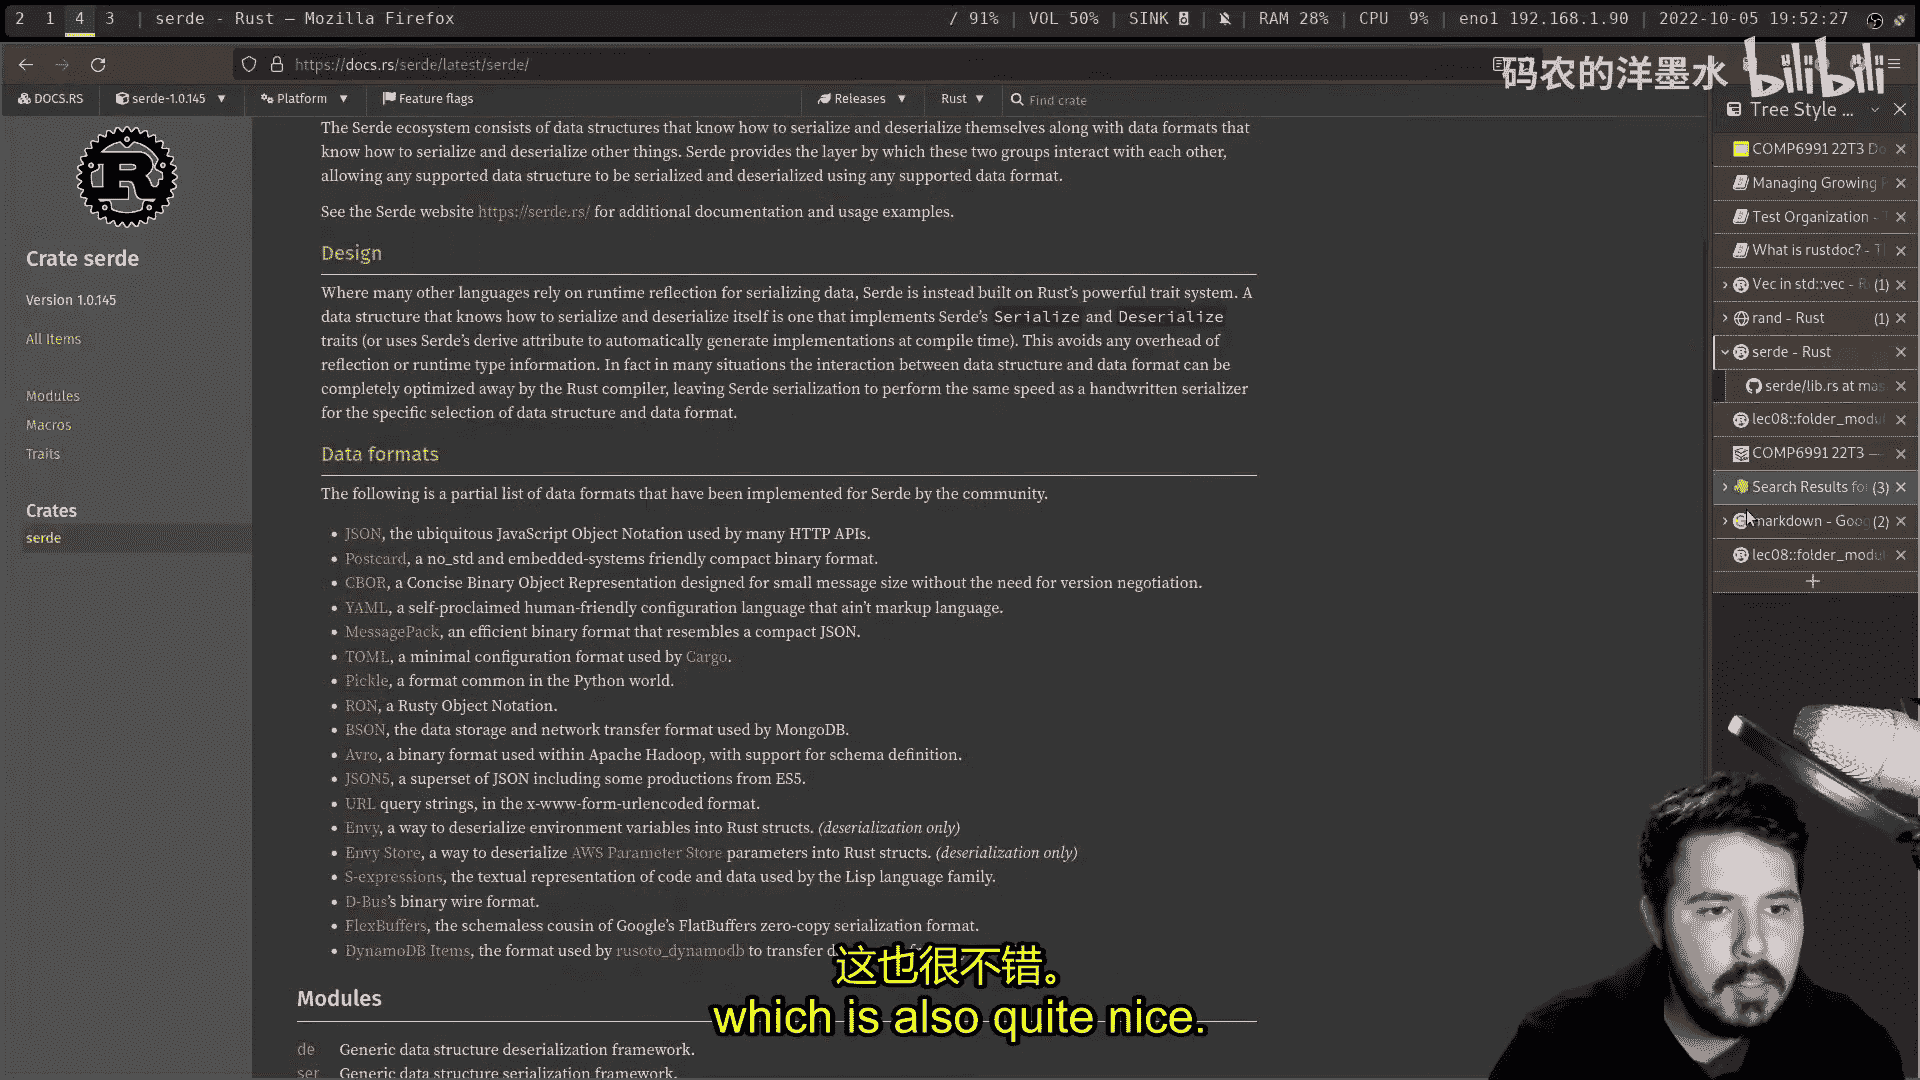 2 1 4 3 | serde - Rust — Mozilla Firefox
/ 91% | VOL 50% | SINK | RAM 28% | CPU 9% | eno1 192.168.1.90 | 2022-10-05 19:52:27
https://docs.rs/serde/latest/serde/
码农的洋墨水 bilibili
DOCS.RS serde-1.0.145 Platform Feature flags Releases Rust Find crate
Tree Style ...
The Serde ecosystem consists of data structures that know how to serialize and deserialize themselves along with data formats that
know how to serialize and deserialize other things. Serde provides the layer by which these two groups interact with each other,
allowing any supported data structure to be serialized and deserialized using any supported data format.
See the Serde website https://serde.rs/ for additional documentation and usage examples.
Design
Where many other languages rely on runtime reflection for serializing data, Serde is instead built on Rust's powerful trait system. A
data structure that knows how to serialize and deserialize itself is one that implements Serde's Serialize and Deserialize
traits (or uses Serde's derive attribute to automatically generate implementations at compile time). This avoids any overhead of
reflection or runtime type information. In fact in many situations the interaction between data structure and data format can be
completely optimized away by the Rust compiler, leaving Serde serialization to perform the same speed as a handwritten serializer
for the specific selection of data structure and data format.
Data formats
The following is a partial list of data formats that have been implemented for Serde by the community.
• JSON, the ubiquitous JavaScript Object Notation used by many HTTP APIs.
• Postcard, a no_std and embedded-systems friendly compact binary format.
• CBOR, a Concise Binary Object Representation designed for small message size without the need for version negotiation.
• YAML, a self-proclaimed human-friendly configuration language that ain't markup language.
• MessagePack, an efficient binary format that resembles a compact JSON.
• TOML, a minimal configuration format used by Cargo.
• Pickle, a format common in the Python world.
• RON, a Rusty Object Notation.
• BSON, the data storage and network transfer format used by MongoDB.
• Avro, a binary format used within Apache Hadoop, with support for schema definition.
• JSON5, a superset of JSON including some productions from ES5.
• URL query strings, in the x-www-form-urlencoded format.
• Envy, a way to deserialize environment variables into Rust structs. (deserialization only)
• Envy Store, a way to deserialize AWS Parameter Store parameters into Rust structs. (deserialization only)
• S-expressions, the textual representation of code and data used by the Lisp language family.
• D-Bus's binary wire format.
• FlexBuffers, the schemaless cousin of Google's FlatBuffers zero-copy serialization format.
• DynamoDB Items, the format used by rusoto_dynamodb to transfer
Modules
de Generic data structure deserialization framework.
ser Generic data structure serialization framework.
Crate serde
Version 1.0.145
All Items
Modules
Macros
Traits
Crates
serde
COMP6991 22T3
Managing Growing
Test Organization -
What is rustdoc? -
Vec in std::vec - (1)
rand - Rust (1)
serde - Rust
serde/lib.rs at mas
lec08::folder_modu
COMP6991 22T3 —
Search Results fo (3)
markdown - Goo (2)
lec08::folder_modu
这也很不错。
which is also quite nice.